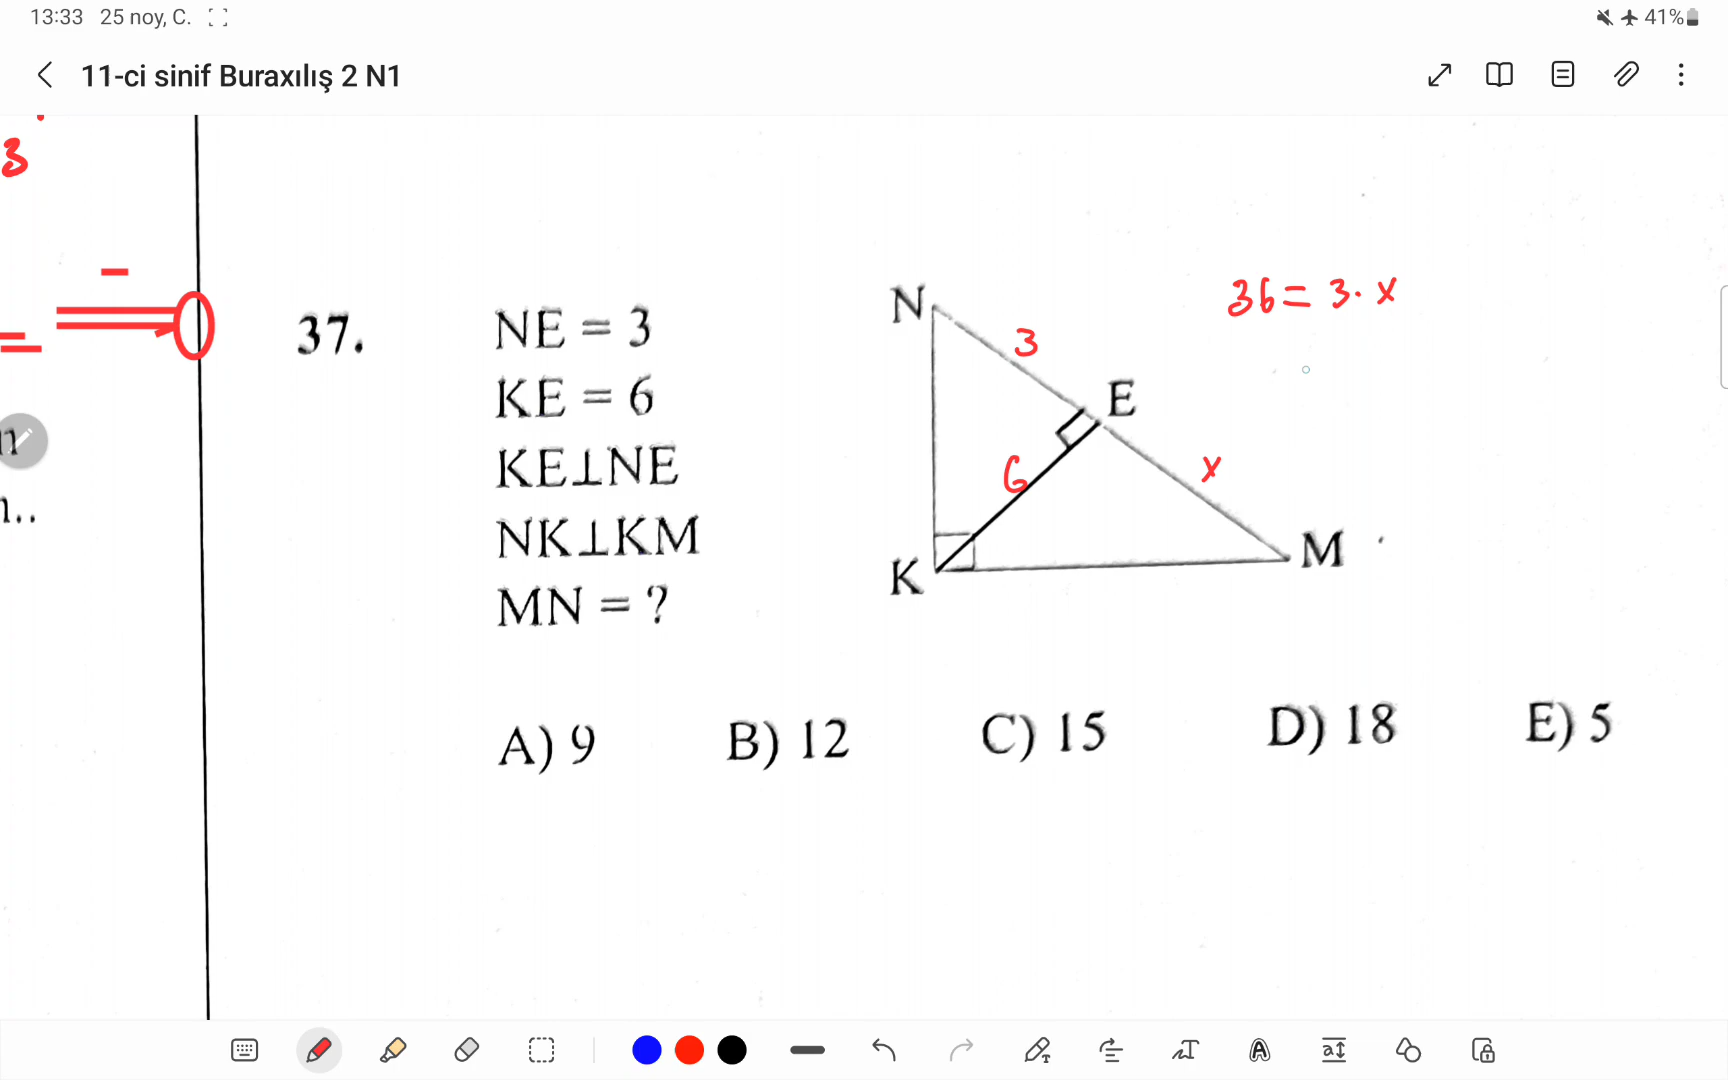 13:33 25 noy, C. 41%
11-ci sinif Buraxılış 2 N1
3
37.
NE = 3
KE = 6
KE⊥NE
NK⊥KM
MN = ?
N
3
E
6
x
K
M
36 = 3 · x
A) 9 B) 12 C) 15 D) 18 E) 5